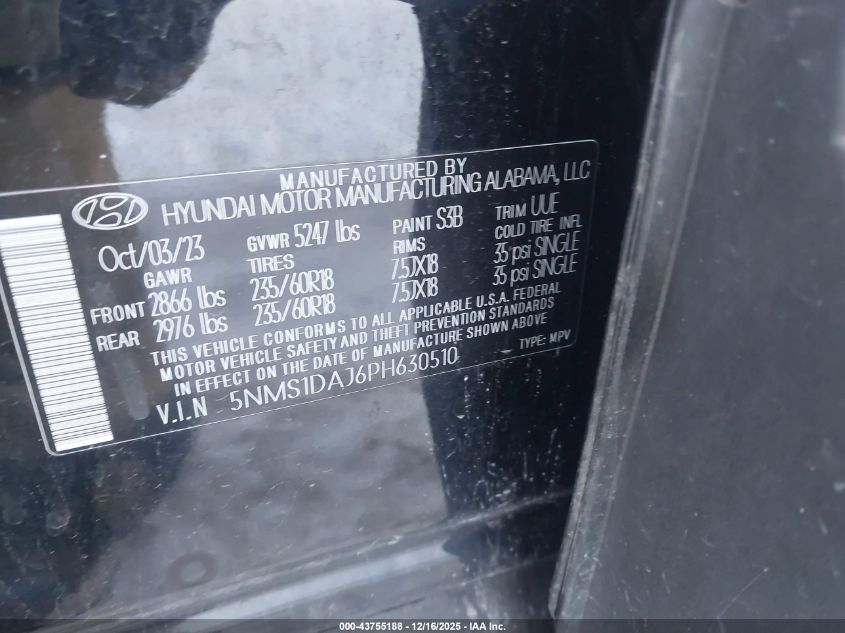 MANUFACTURED BY
HYUNDAI MOTOR MANUFACTURING ALABAMA, LLC
Oct/03/23 GVWR 5247 lbs PAINT S3B TRIM UUE
GAWR TIRES RIMS COLD TIRE INFL
FRONT 2866 lbs 235/60R18 7.5JX18 35 psi SINGLE
REAR 2976 lbs 235/60R18 7.5JX18 35 psi SINGLE
THIS VEHICLE CONFORMS TO ALL APPLICABLE U.S.A. FEDERAL
MOTOR VEHICLE SAFETY AND THEFT PREVENTION STANDARDS
IN EFFECT ON THE DATE OF MANUFACTURE SHOWN ABOVE
V.I.N 5NMS1DAJ6PH630510 TYPE: MPV
000-43755188 - 12/16/2025 - IAA Inc.